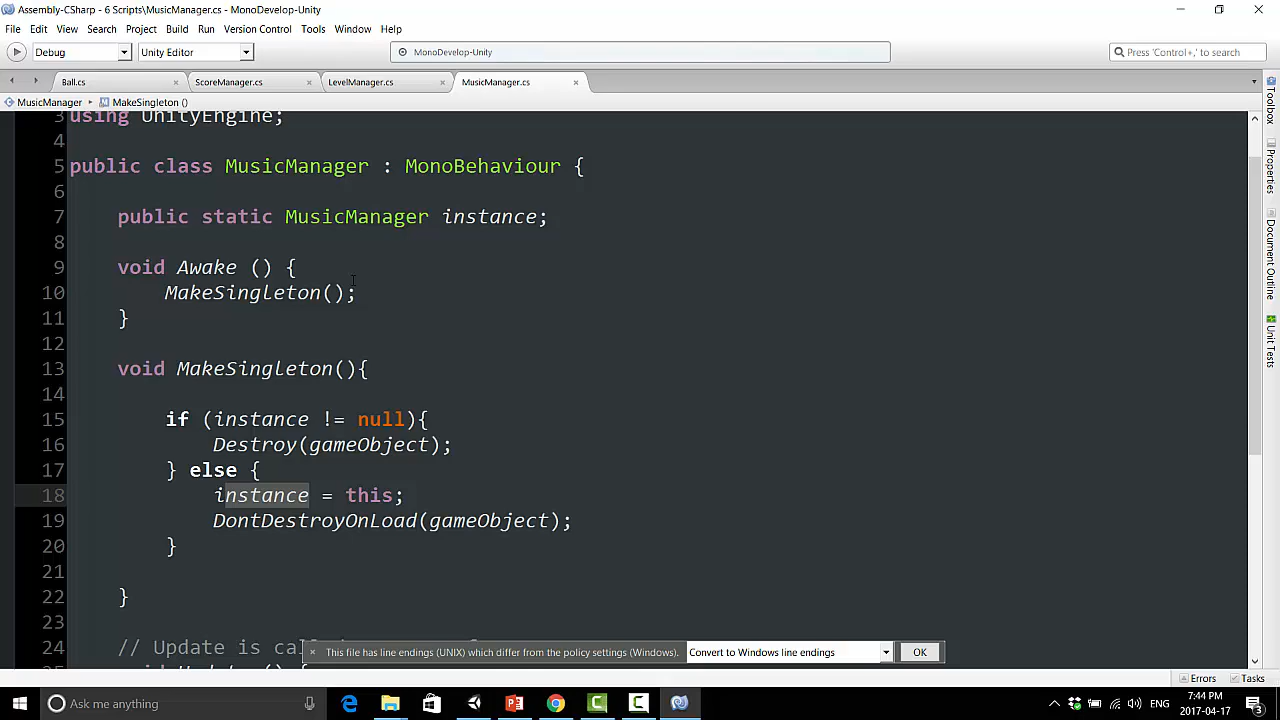 Assembly-CSharp - 6 Scripts\MusicManager.cs - MonoDevelop-Unity
File Edit View Search Project Build Run Version Control Tools Window Help
Debug Unity Editor MonoDevelop-Unity Press 'Control+,' to search
Ball.cs ScoreManager.cs LevelManager.cs MusicManager.cs
MusicManager MakeSingleton ()
3 using UnityEngine;
4
5 public class MusicManager : MonoBehaviour {
6
7 public static MusicManager instance;
8
9 void Awake () {
10 MakeSingleton();
11 }
12
13 void MakeSingleton(){
14
15 if (instance != null){
16 Destroy(gameObject);
17 } else {
18 instance = this;
19 DontDestroyOnLoad(gameObject);
20 }
21
22 }
23
24 // Update is
This file has line endings (UNIX) which differ from the policy settings (Windows). Convert to Windows line endings OK
Toolbox
Properties
Document Outline
Unit Tests
Errors Tasks
Ask me anything
7:44 PM
2017-04-17